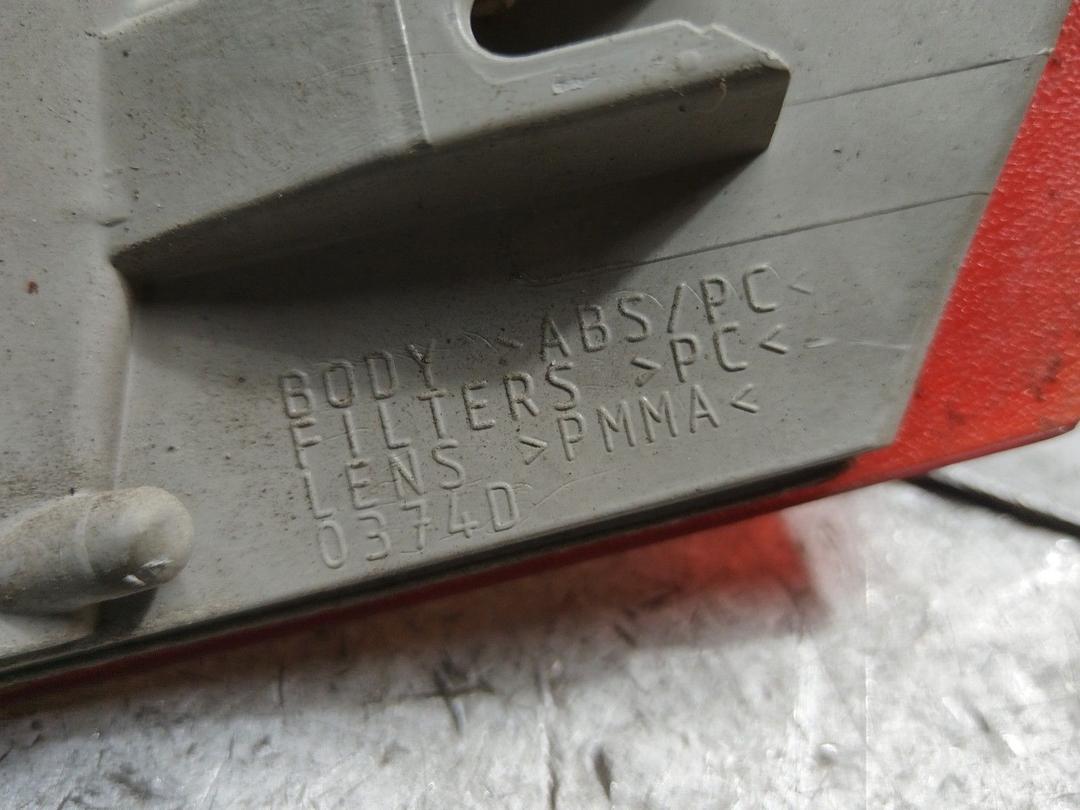 BODY >ABS/PC<
FILTERS >PC<
LENS >PMMA<
0374D